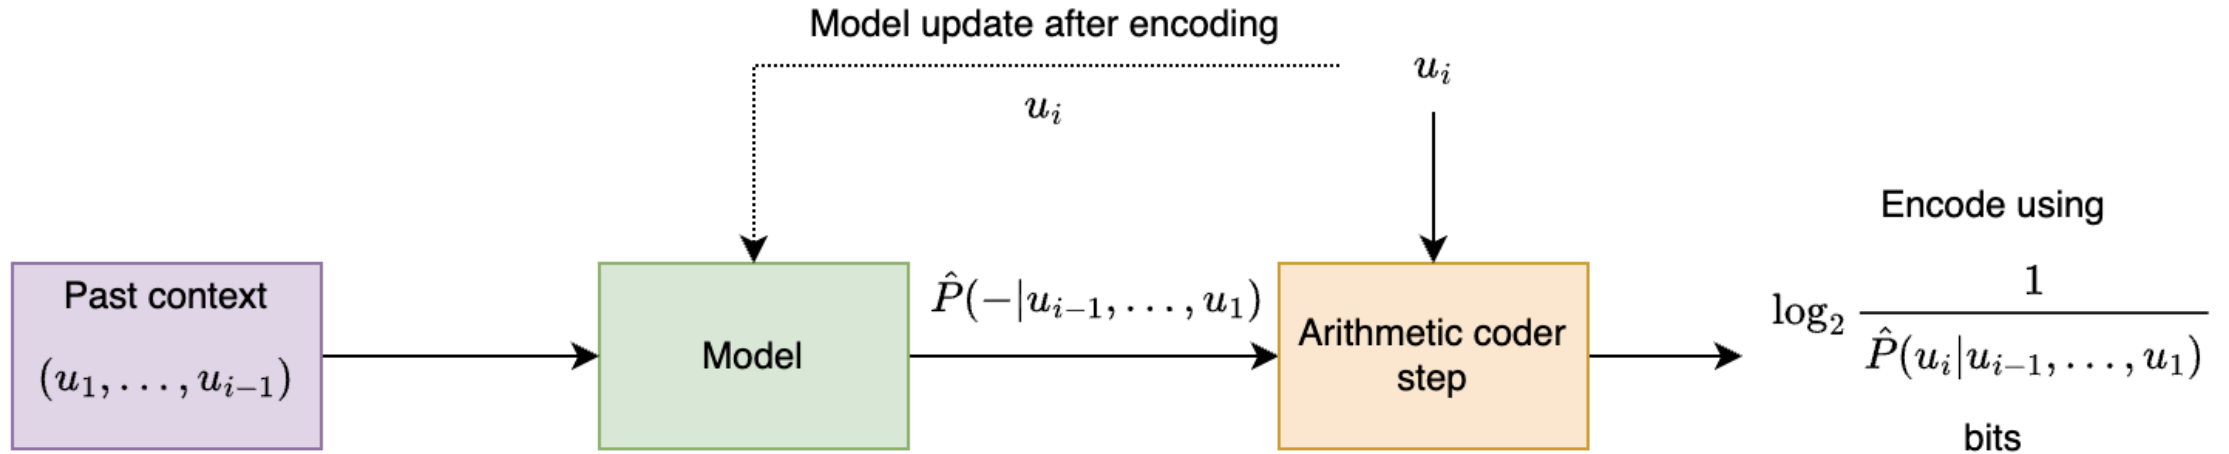 Model update after encoding
u_i
u_i
Past context
(u_1, . . . , u_{i−1})
Model
P̂(−|u_{i−1}, . . . , u_1)
Arithmetic coder
step
Encode using
log_2 1 / P̂(u_i|u_{i−1}, . . . , u_1)
bits